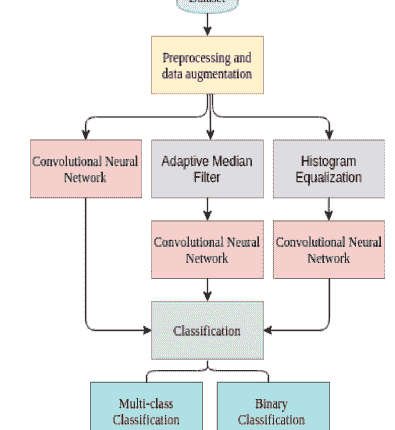 Dataset
Preprocessing and
data augmentation
Convolutional Neural
Network
Adaptive Median
Filter
Histogram
Equalization
Convolutional Neural
Network
Convolutional Neural
Network
Classification
Multi-class
Classification
Binary
Classification